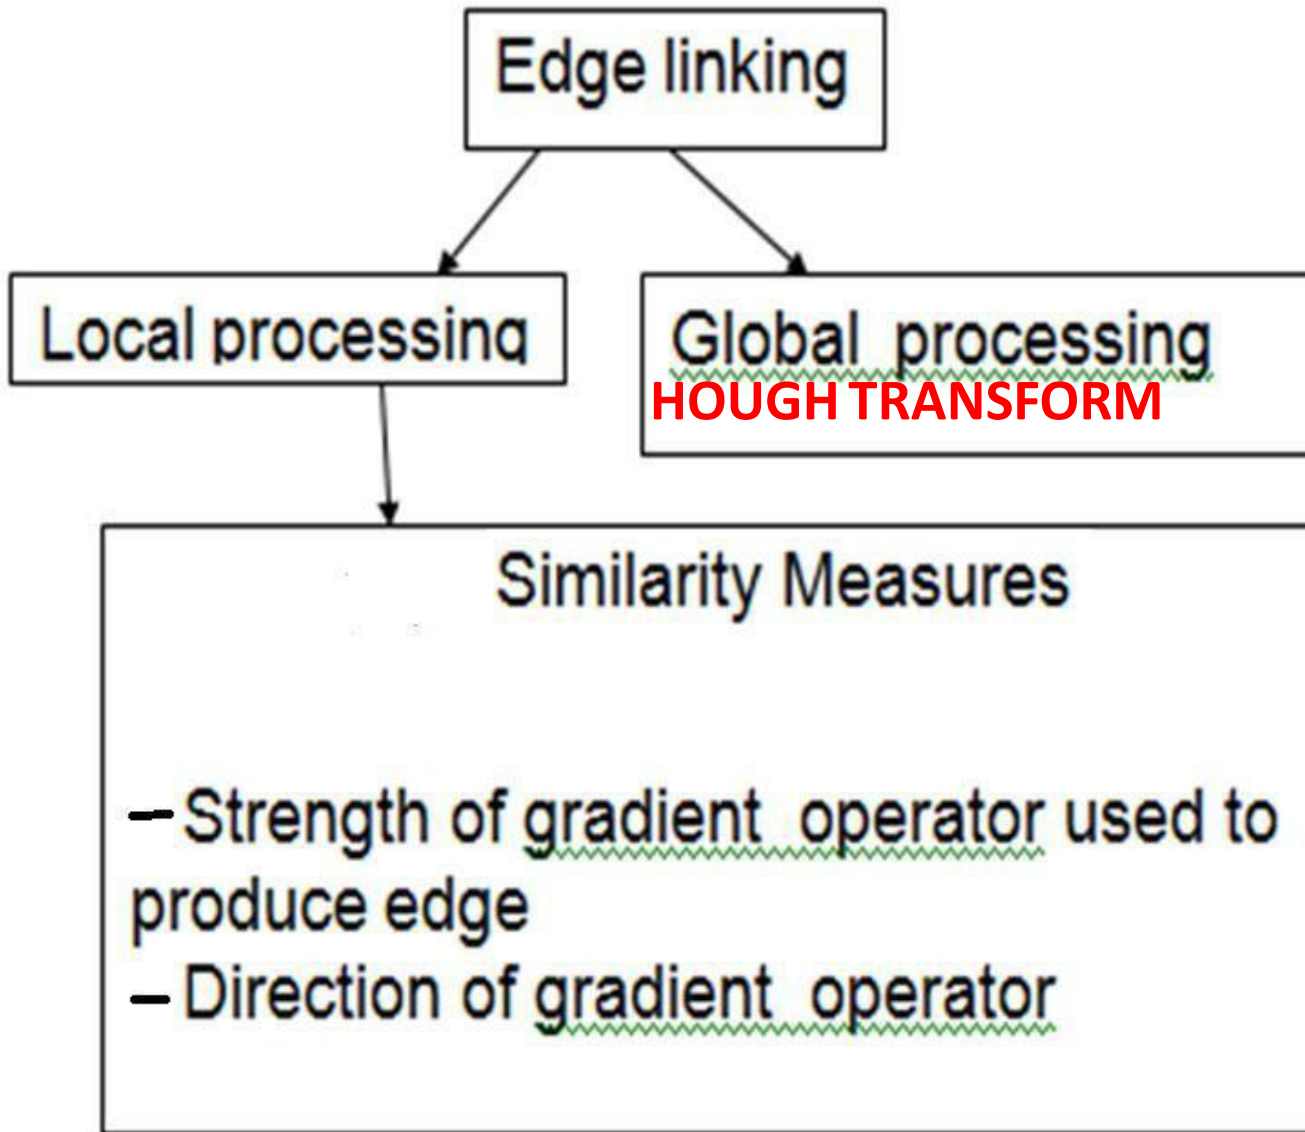 Edge linking
Local processing
Global processing
HOUGH TRANSFORM
Similarity Measures
– Strength of gradient operator used to
produce edge
– Direction of gradient operator